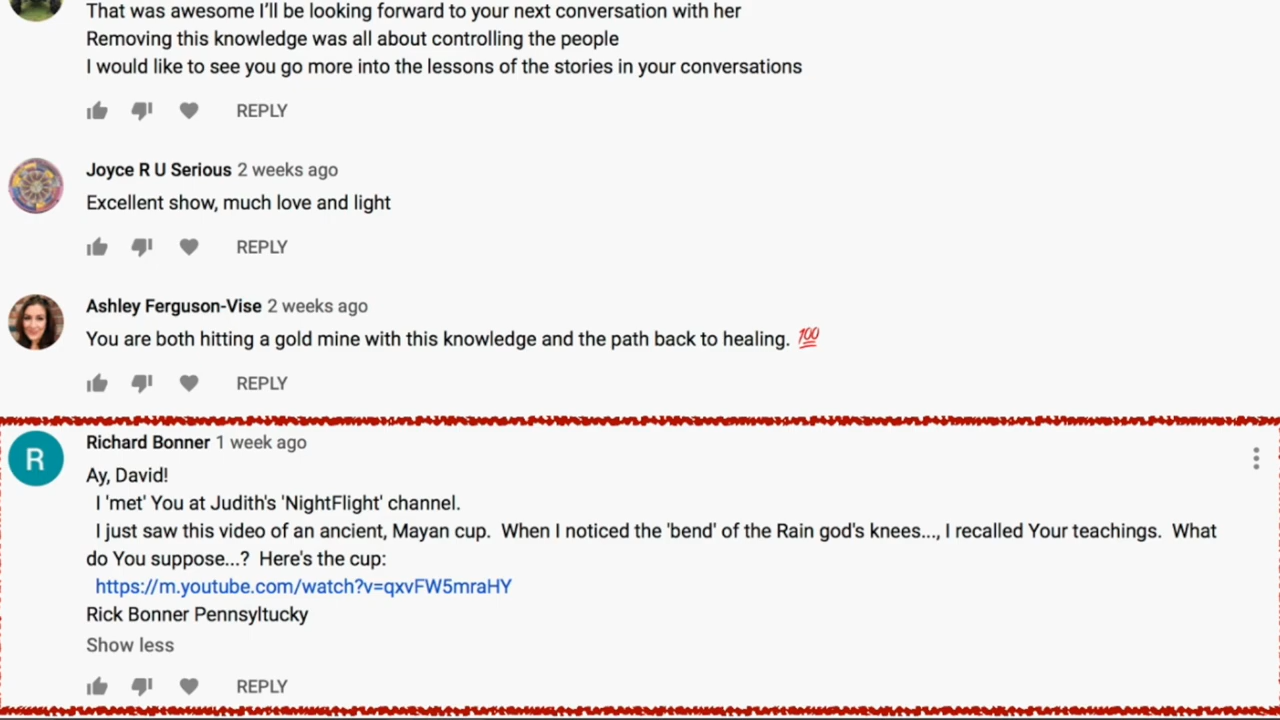 That was awesome I'll be looking forward to your next conversation with her
Removing this knowledge was all about controlling the people
I would like to see you go more into the lessons of the stories in your conversations
REPLY
Joyce R U Serious 2 weeks ago
Excellent show, much love and light
REPLY
Ashley Ferguson-Vise 2 weeks ago
You are both hitting a gold mine with this knowledge and the path back to healing. 💯
REPLY
R
Richard Bonner 1 week ago
Ay, David!
I 'met' You at Judith's 'NightFlight' channel.
I just saw this video of an ancient, Mayan cup. When I noticed the 'bend' of the Rain god's knees..., I recalled Your teachings. What
do You suppose...? Here's the cup:
https://m.youtube.com/watch?v=qxvFW5mraHY
Rick Bonner Pennsyltucky
Show less
REPLY